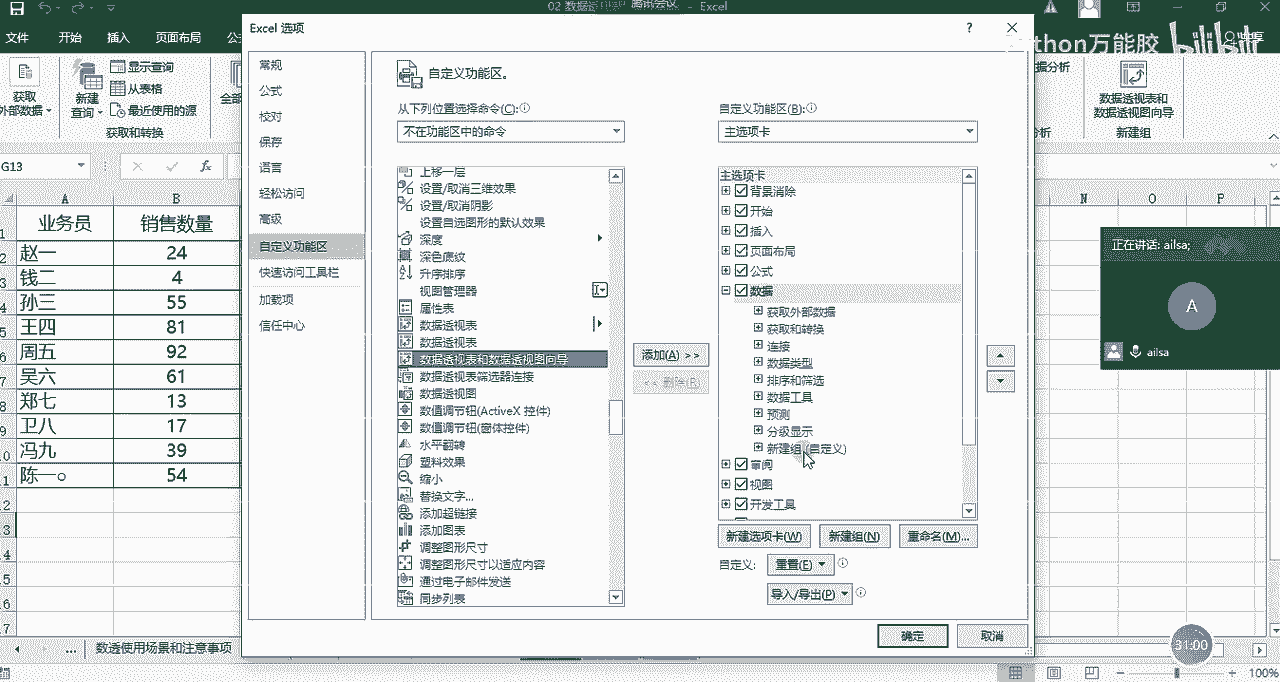 02 数据透 腾讯会议 - Excel
文件 开始 插入 页面布局 公
thon万能胶 bilibili
共享
获取
外部数据
新建
查询
显示查询
从表格
最近使用的源
获取和转换
全部
据分析
数据透视表和
数据透视图向导
析
新建组
G13
fx
A B N O P
1 业务员 销售数量
2 赵一 24
3 钱二 4
4 孙三 55
5 王四 81
6 周五 92
7 吴六 61
8 郑七 13
9 卫八 17
10 冯九 39
11 陈一○ 54
12
13
14
15
16
17
... 数透使用场景和注意事项
100%
Excel 选项
?
常规
公式
校对
保存
语言
轻松访问
高级
自定义功能区
快速访问工具栏
加载项
信任中心
自定义功能区。
从下列位置选择命令(C):
不在功能区中的命令
上移一层
设置/取消三维效果
设置/取消阴影
设置自选图形的默认效果
深度
深色底纹
升序排序
视图管理器
属性表
数据透视表
数据透视表
数据透视表和数据透视图向导
数据透视表筛选器连接
数据透视图
数值调节钮(ActiveX 控件)
数值调节钮(窗体控件)
水平翻转
塑料效果
缩小
替换文字...
添加超链接
添加图表
调整图形尺寸
调整图形尺寸以适应内容
通过电子邮件发送
同步列表
添加(A) >>
<< 删除(R)
自定义功能区(B):
主选项卡
主选项卡
背景消除
开始
插入
页面布局
公式
数据
获取外部数据
获取和转换
连接
数据类型
排序和筛选
数据工具
预测
分级显示
新建组 (自定义)
审阅
视图
开发工具
新建选项卡(W) 新建组(N) 重命名(M)...
自定义: 重置(E)
导入/导出(P)
确定 取消
正在讲话: ailsa;
A
ailsa
31:00